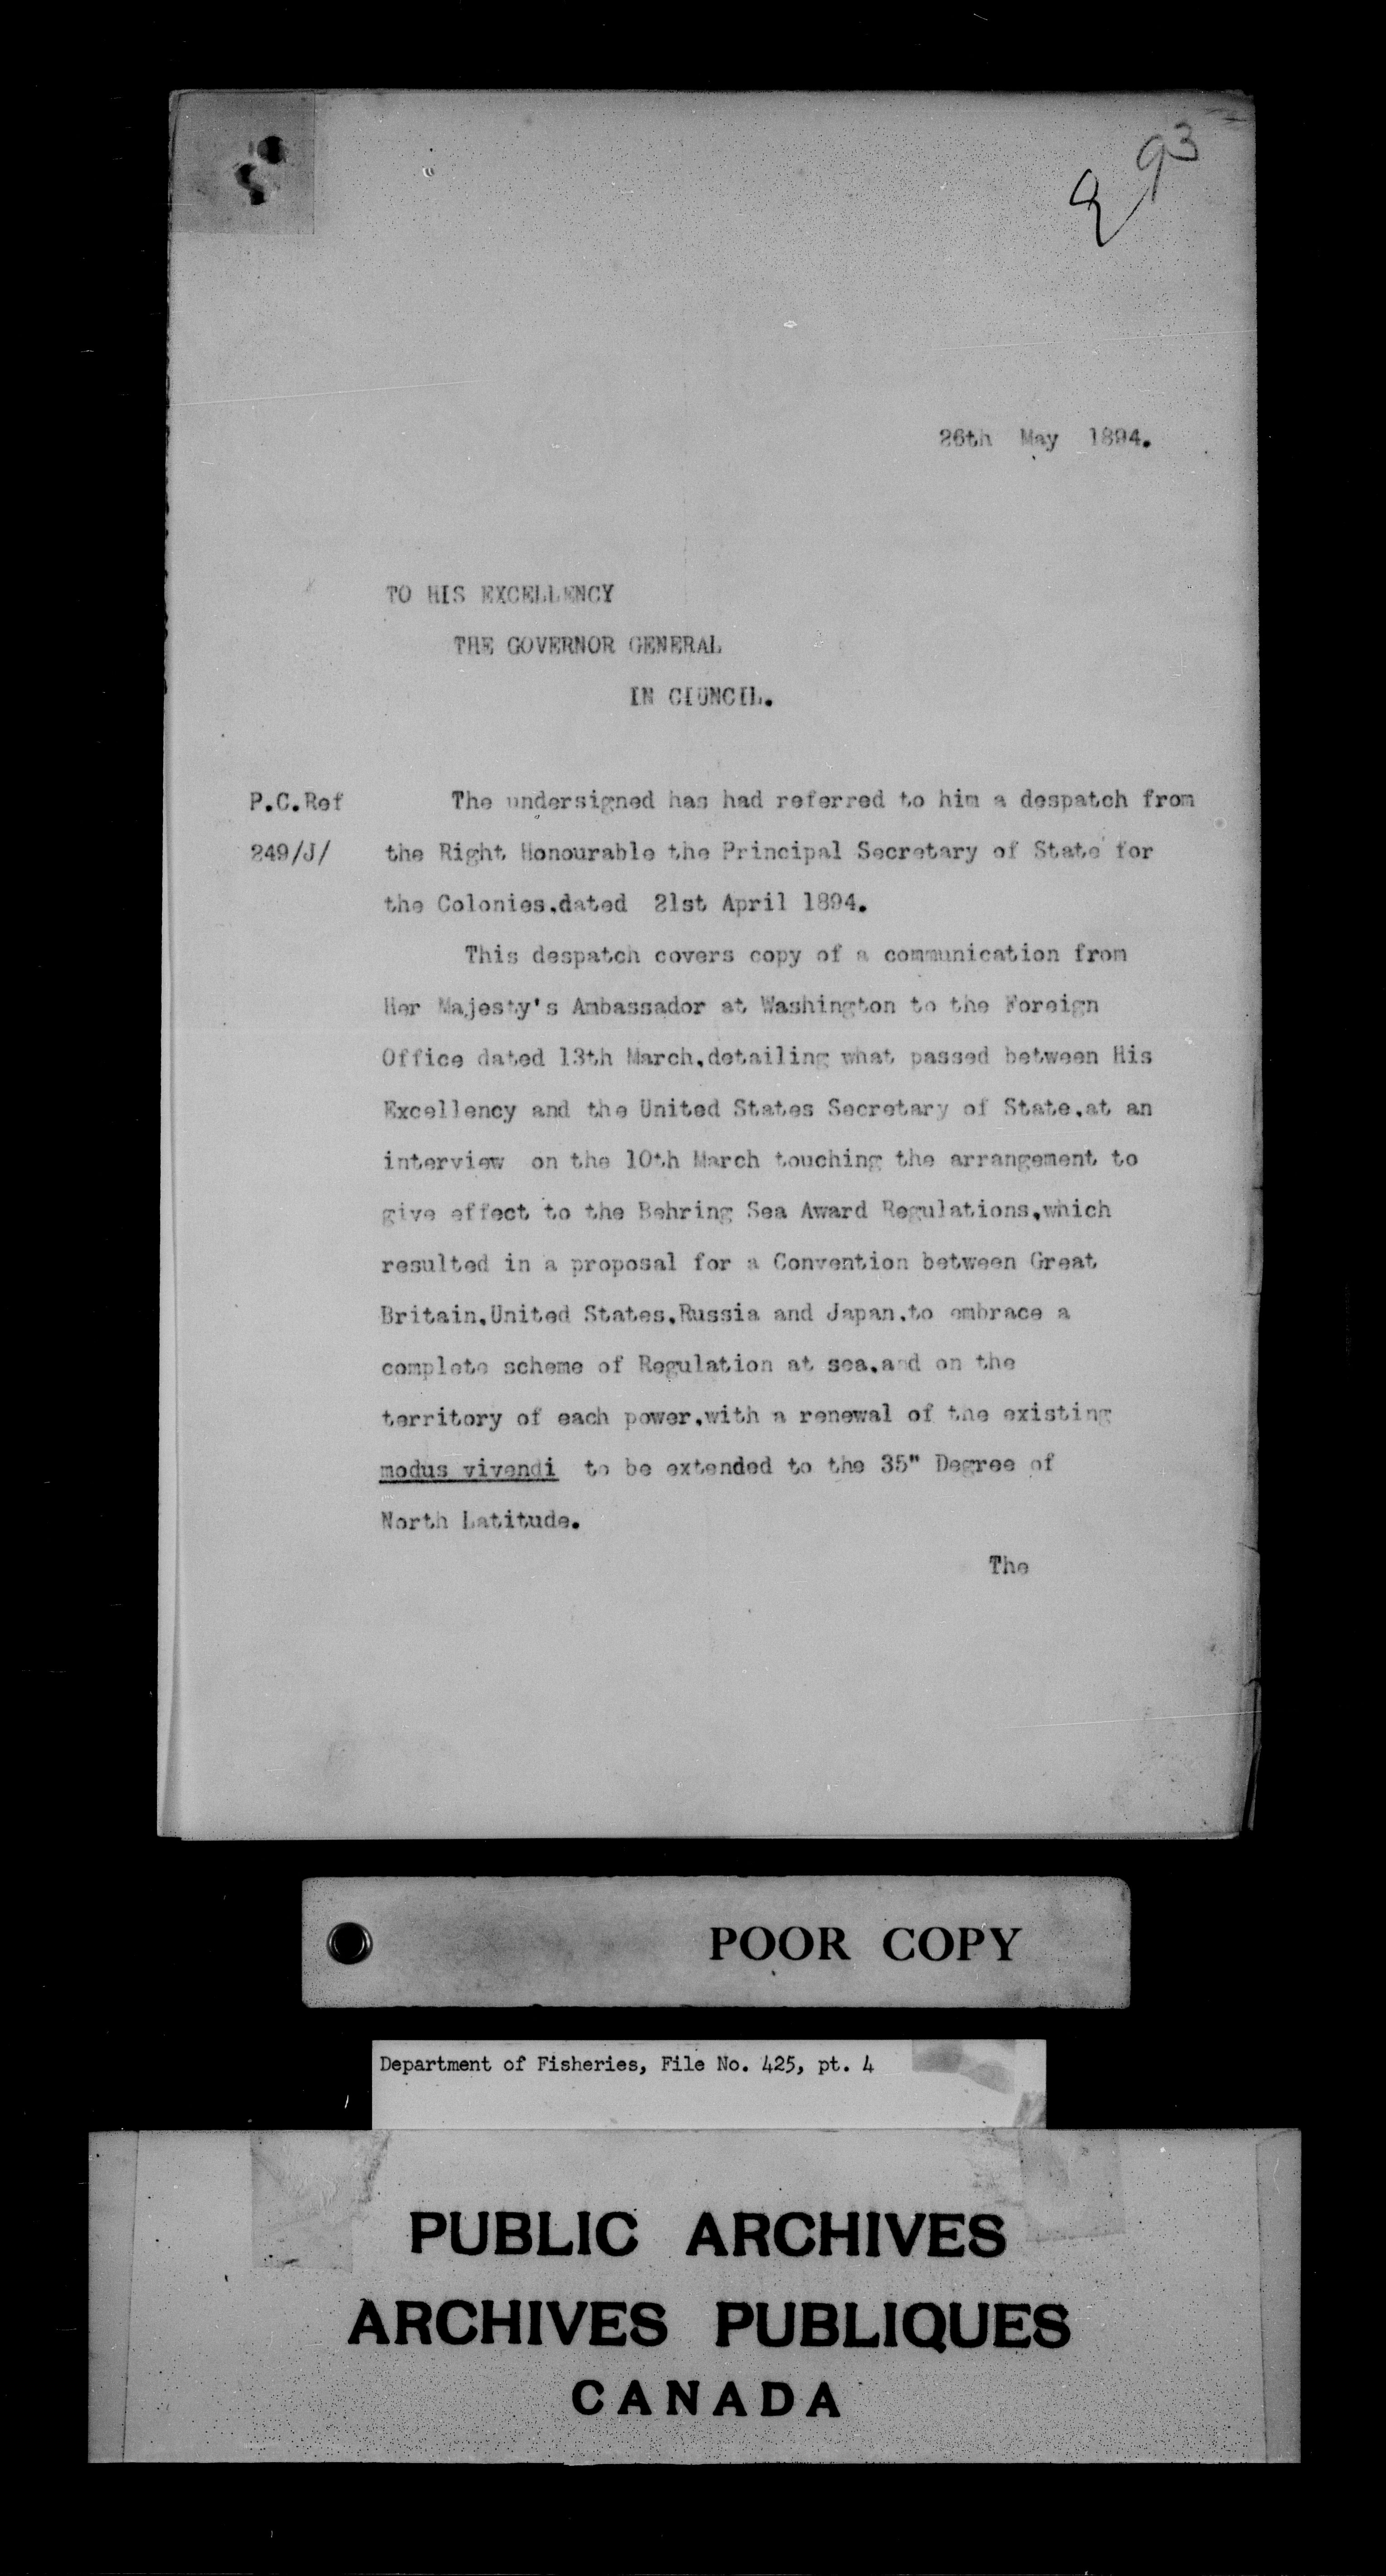 93
26th May 1894.
TO HIS EXCELLENCY
THE GOVERNOR GENERAL
IN CIUNCIL.
P.C.Ref The undersigned has had referred to him a despatch from
249/J/ the Right Honourable the Principal Secretary of State for
the Colonies,dated 21st April 1894.
This despatch covers copy of a communication from
Her Majesty's Ambassador at Washington to the Foreign
Office dated 13th March,detailing what passed between His
Excellency and the United States Secretary of State,at an
interview on the 10th March touching the arrangement to
give effect to the Behring Sea Award Regulations,which
resulted in a proposal for a Convention between Great
Britain,United States,Russia and Japan,to embrace a
complete scheme of Regulation at sea,and on the
territory of each power,with a renewal of the existing
modus vivendi to be extended to the 35" Degree of
North Latitude.
The
POOR COPY
Department of Fisheries, File No. 425, pt. 4
PUBLIC ARCHIVES
ARCHIVES PUBLIQUES
CANADA